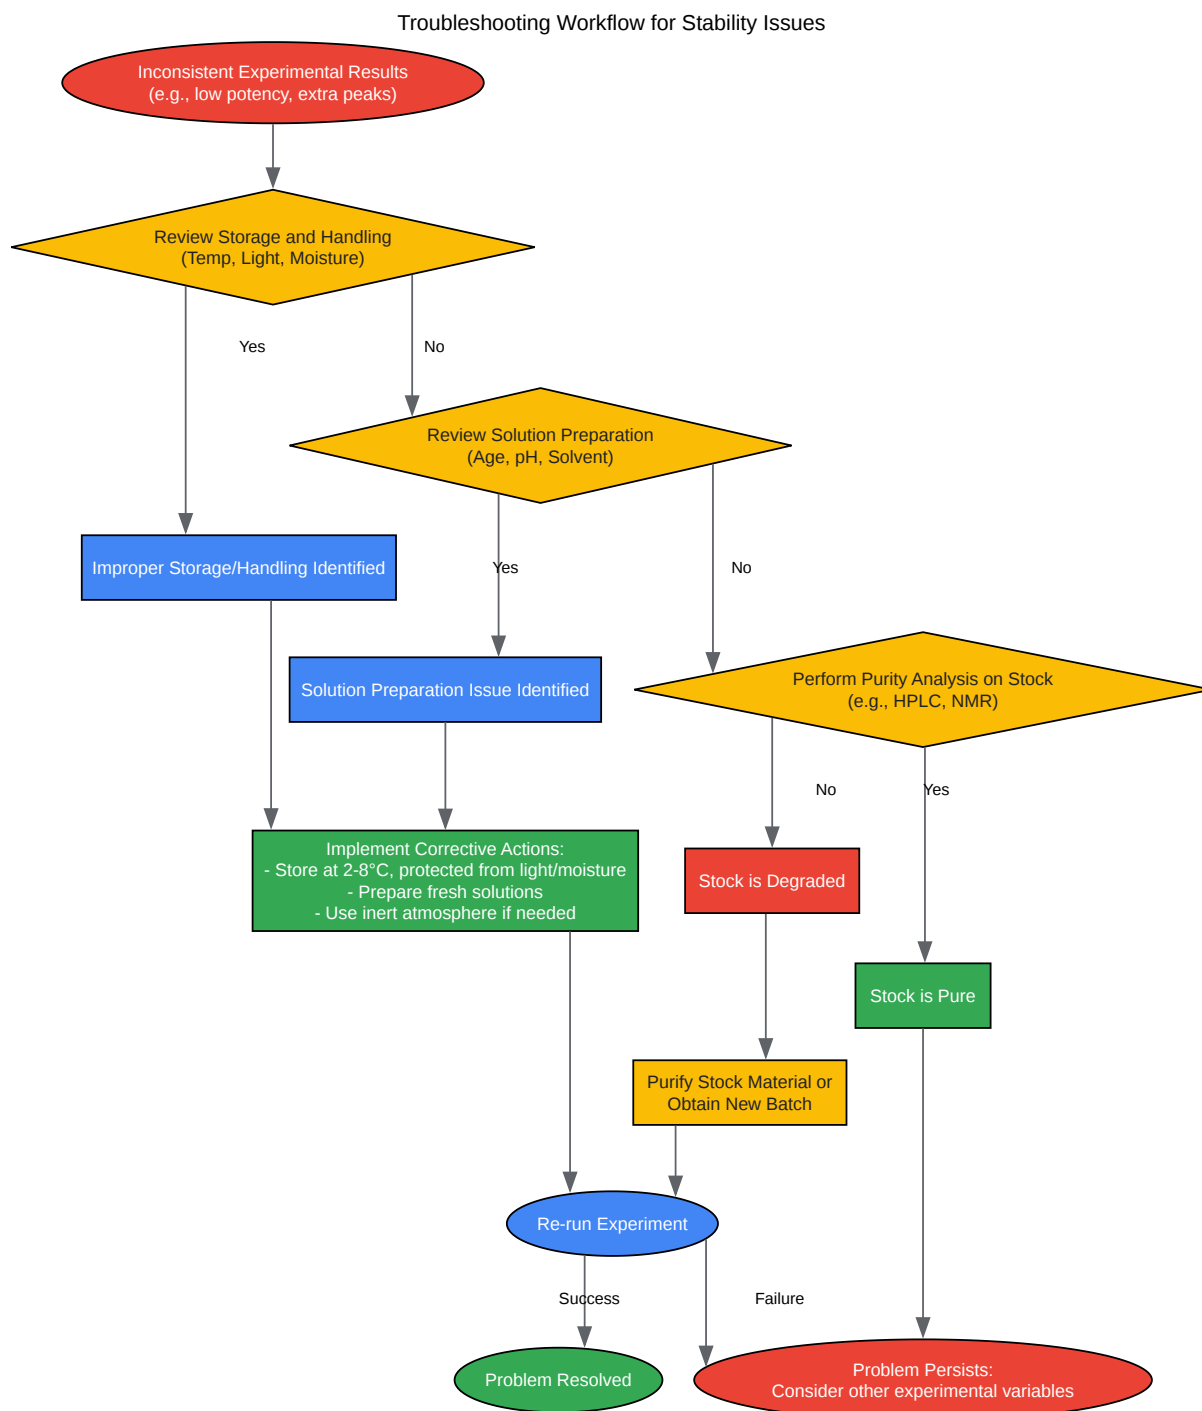 Troubleshooting Workflow for Stability Issues
Inconsistent Experimental Results
(e.g., low potency, extra peaks)
Review Storage and Handling
(Temp, Light, Moisture)
Yes
No
Review Solution Preparation
(Age, pH, Solvent)
Improper Storage/Handling Identified
Yes
No
Solution Preparation Issue Identified
Perform Purity Analysis on Stock
(e.g., HPLC, NMR)
No
Yes
Implement Corrective Actions:
- Store at 2-8°C, protected from light/moisture
- Prepare fresh solutions
- Use inert atmosphere if needed
Stock is Degraded
Stock is Pure
Purify Stock Material or
Obtain New Batch
Re-run Experiment
Success
Failure
Problem Resolved
Problem Persists:
Consider other experimental variables